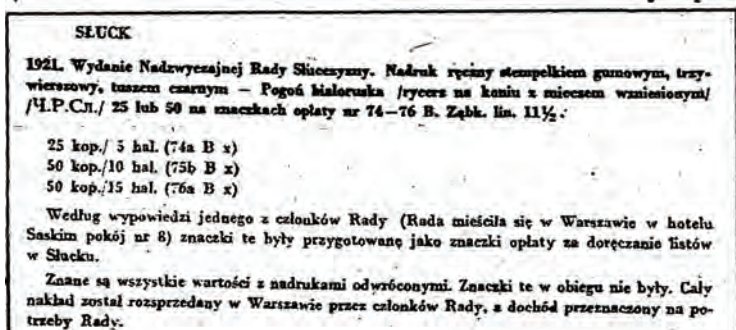 SŁUCK
1921. Wydanie Nadzwyczajnej Rady Słuczyzny. Nadruk ręczny stempelkiem gumowym, trzy-
wierszowy, tuszem czarnym — Pogoń białoruska /rycerz na koniu z mieczem wzniesionym/
/Ч.Р.Сл./ 25 lub 50 na znaczkach opłaty nr 74—76 B. Ząbk. lin. 11½.
25 kop./ 5 hal. (74a B x)
50 kop./10 hal. (75b B x)
50 kop./15 hal. (76a B x)
Według wypowiedzi jednego z członków Rady (Rada mieściła się w Warszawie w hotelu
Saskim pokój nr 8) znaczki te były przygotowane jako znaczki opłaty za doręczanie listów
w Słucku.
Znane są wszystkie wartości z nadrukami odwróconymi. Znaczki te w obiegu nie były. Cały
nakład został rozsprzedany w Warszawie przez członków Rady, a dochód przeznaczony na po-
trzeby Rady.